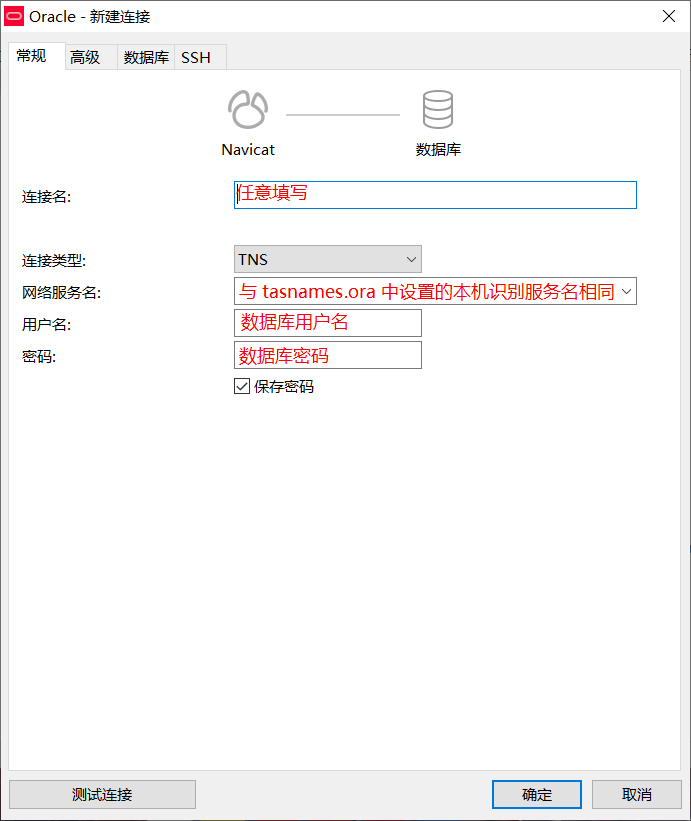 Oracle - 新建连接
常规 高级 数据库 SSH
Navicat 数据库
连接名: 任意填写
连接类型: TNS
网络服务名: 与 tasnames.ora 中设置的本机识别服务名相同
用户名: 数据库用户名
密码: 数据库密码
保存密码
测试连接 确定 取消